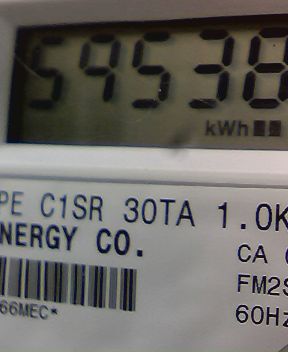 59538
kWh
PE C1SR 30TA 1.0K
NERGY CO.
CA
FM2S
66MEC*
60Hz